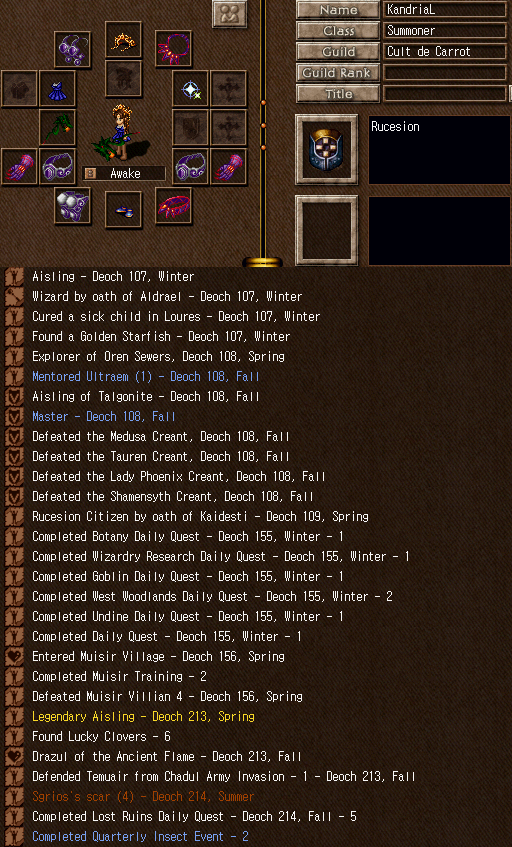 Name KandriaL
Class Summoner
Guild Cult de Carrot
Guild Rank
Title
Rucesion
Awake
Aisling - Deoch 107, Winter
Wizard by oath of Aldrael - Deoch 107, Winter
Cured a sick child in Loures - Deoch 107, Winter
Found a Golden Starfish - Deoch 107, Winter
Explorer of Oren Sewers, Deoch 108, Spring
Mentored Ultraem (1) - Deoch 108, Fall
Aisling of Talgonite - Deoch 108, Fall
Master - Deoch 108, Fall
Defeated the Medusa Creant, Deoch 108, Fall
Defeated the Tauren Creant, Deoch 108, Fall
Defeated the Lady Phoenix Creant, Deoch 108, Fall
Defeated the Shamensyth Creant, Deoch 108, Fall
Rucesion Citizen by oath of Kaidesti - Deoch 109, Spring
Completed Botany Daily Quest - Deoch 155, Winter - 1
Completed Wizardry Research Daily Quest - Deoch 155, Winter - 1
Completed Goblin Daily Quest - Deoch 155, Winter - 1
Completed West Woodlands Daily Quest - Deoch 155, Winter - 2
Completed Undine Daily Quest - Deoch 155, Winter - 1
Completed Daily Quest - Deoch 155, Winter - 1
Entered Muisir Village - Deoch 156, Spring
Completed Muisir Training - 2
Defeated Muisir Villian 4 - Deoch 156, Spring
Legendary Aisling - Deoch 213, Spring
Found Lucky Clovers - 6
Drazul of the Ancient Flame - Deoch 213, Fall
Defended Temuair from Chadul Army Invasion - 1 - Deoch 213, Fall
Sgrios's scar (4) - Deoch 214, Summer
Completed Lost Ruins Daily Quest - Deoch 214, Fall - 5
Completed Quarterly Insect Event - 2